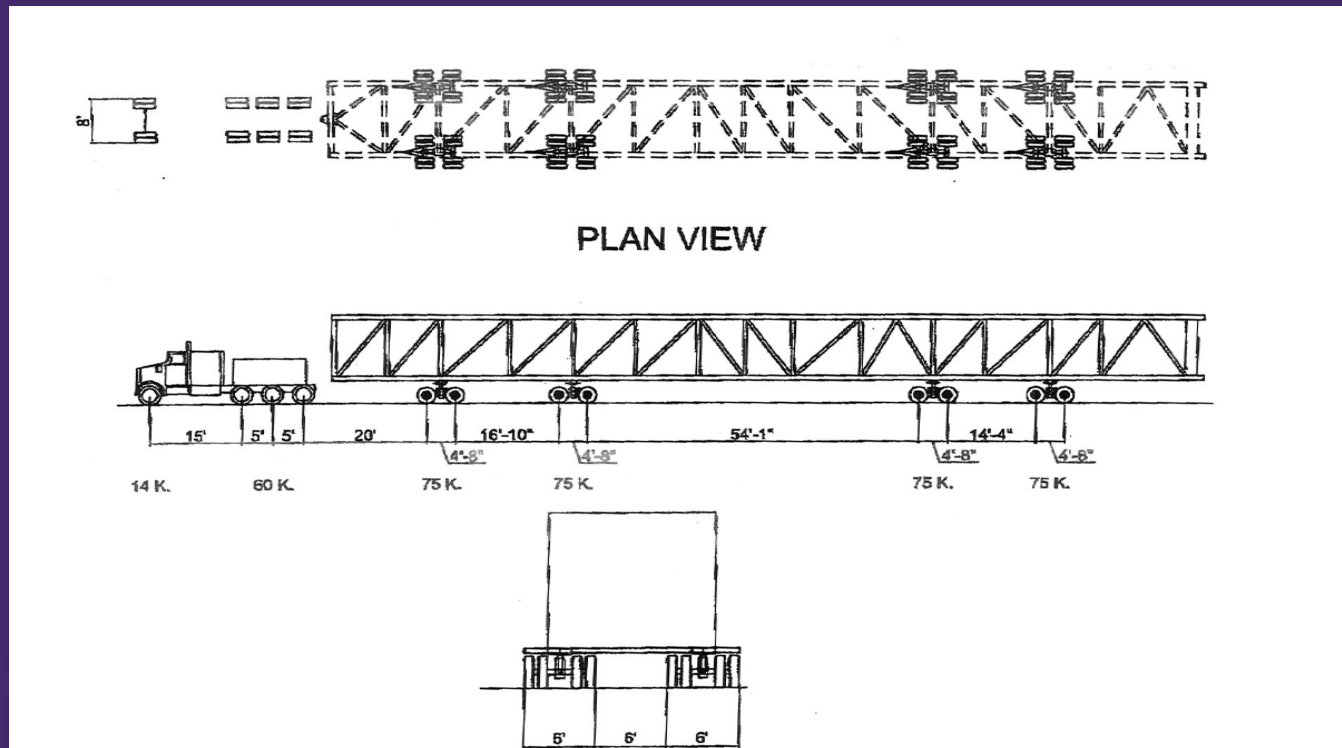 8'
PLAN VIEW
15' 5' 5' 20' 16'-10" 54'-1" 14'-4"
4'-8" 4'-8" 4'-8" 4'-8"
14 K. 60 K. 75 K. 75 K. 75 K. 75 K.
6' 6' 6'